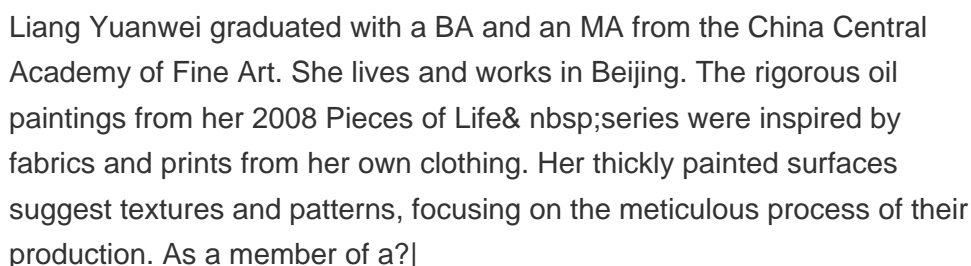 Liang Yuanwei graduated with a BA and an MA from the China Central
Academy of Fine Art. She lives and works in Beijing. The rigorous oil
paintings from her 2008 Pieces of Life& nbsp;series were inspired by
fabrics and prints from her own clothing. Her thickly painted surfaces
suggest textures and patterns, focusing on the meticulous process of their
production. As a member of a?|